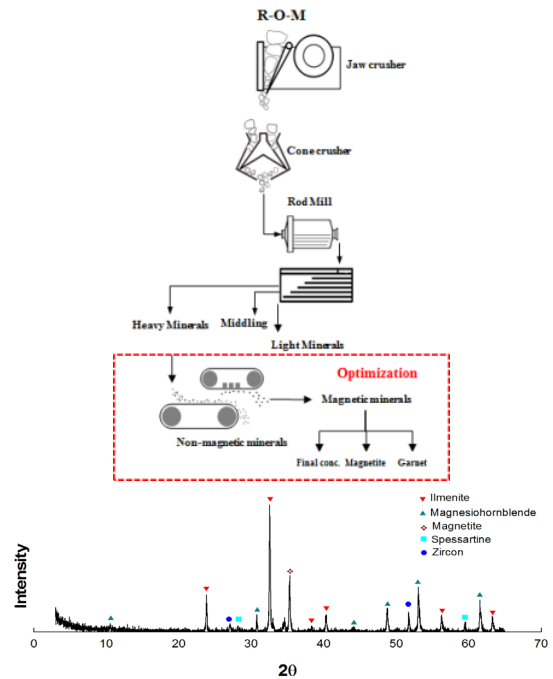 R-O-M
Jaw crusher
Cone crusher
Rod Mill
Heavy Minerals
Middling
Light Minerals
Optimization
Magnetic minerals
Non-magnetic minerals
Final conc. Magnetite Garnet
Ilmenite
Magnesiohornblende
Magnetite
Spessartine
Zircon
Intensity
0 10 20 30 40 50 60 70
2θ